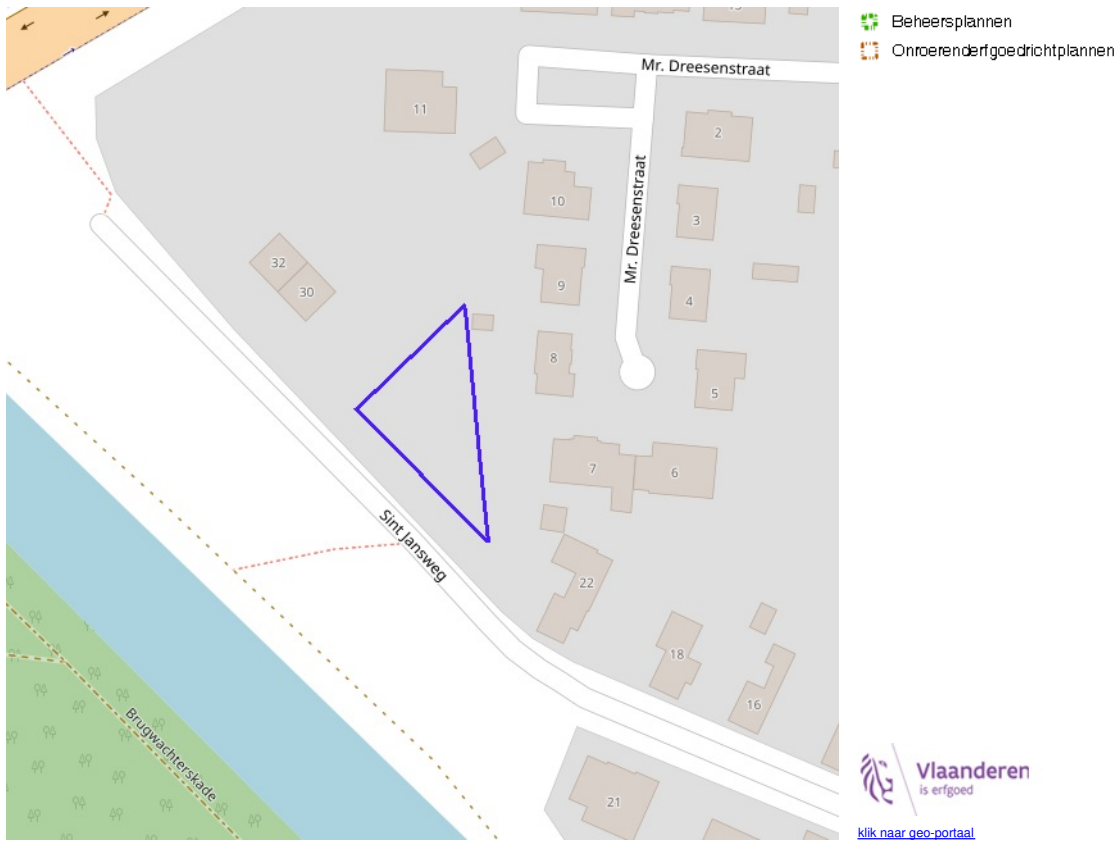 Beheersplannen
Onroerenderfgoedrichtplannen
Mr. Dreesenstraat
11
2
10
Mr. Dreesenstraat
3
32
30
9
4
8
5
7
6
Sint Jansweg
22
18
16
Brugwachterskade
21
Vlaanderen
is erfgoed
klik naar geo-portaal